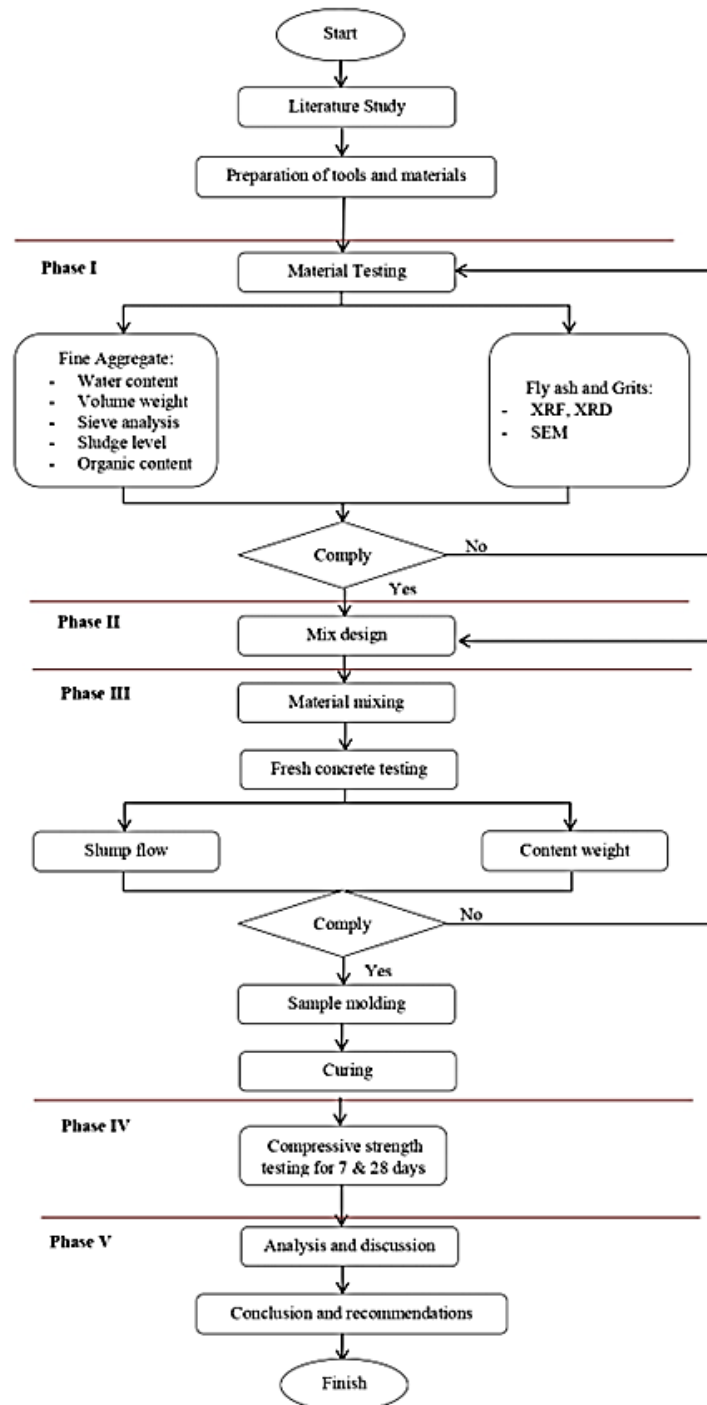 Start
Literature Study
Preparation of tools and materials
Phase I
Material Testing
Fine Aggregate:
- Water content
- Volume weight
- Sieve analysis
- Sludge level
- Organic content
Fly ash and Grits:
- XRF, XRD
- SEM
Comply
No
Yes
Phase II
Mix design
Phase III
Material mixing
Fresh concrete testing
Slump flow
Content weight
Comply
No
Yes
Sample molding
Curing
Phase IV
Compressive strength
testing for 7 & 28 days
Phase V
Analysis and discussion
Conclusion and recommendations
Finish